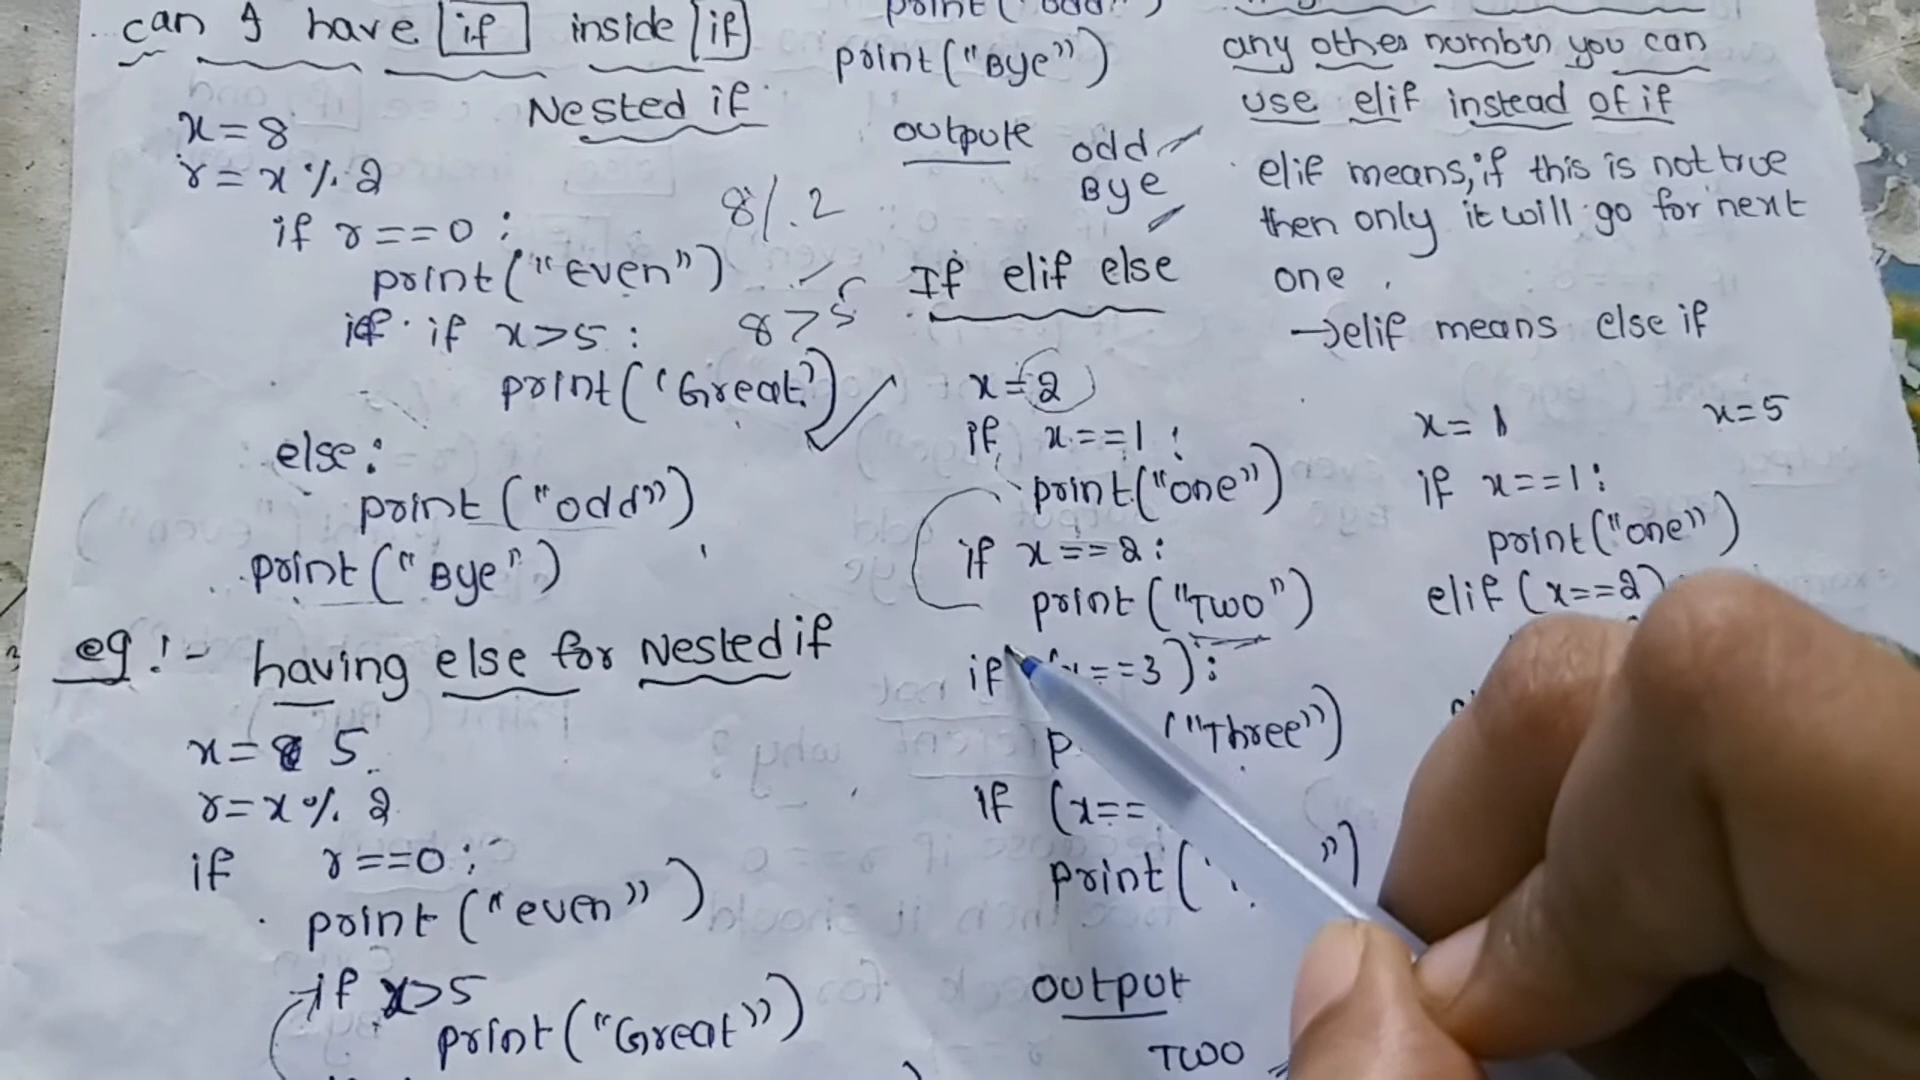 can I have if inside if
Nested if
x=8
r=x%2
if r==0:
print("Even")
if x>5:
print('Great')
else:
print("odd")
print("Bye")
eg:- having else for Nested if
x= 5
r=x%2
if r==0:
print("even")
if x>5
print("Great")
print("odd")
print("Bye")
outpute
odd
Bye
8%2
8>5
If elif else
x=2
if x==1:
print("one")
if x==2:
print("Two")
if (x==3):
("Three")
if (x==
print(
output
Two
any other number you can
use elif instead of if
elif means, if this is not true
then only it will go for next
one.
→elif means else if
x=1
x=5
if x==1:
print("one")
elif (x==2)